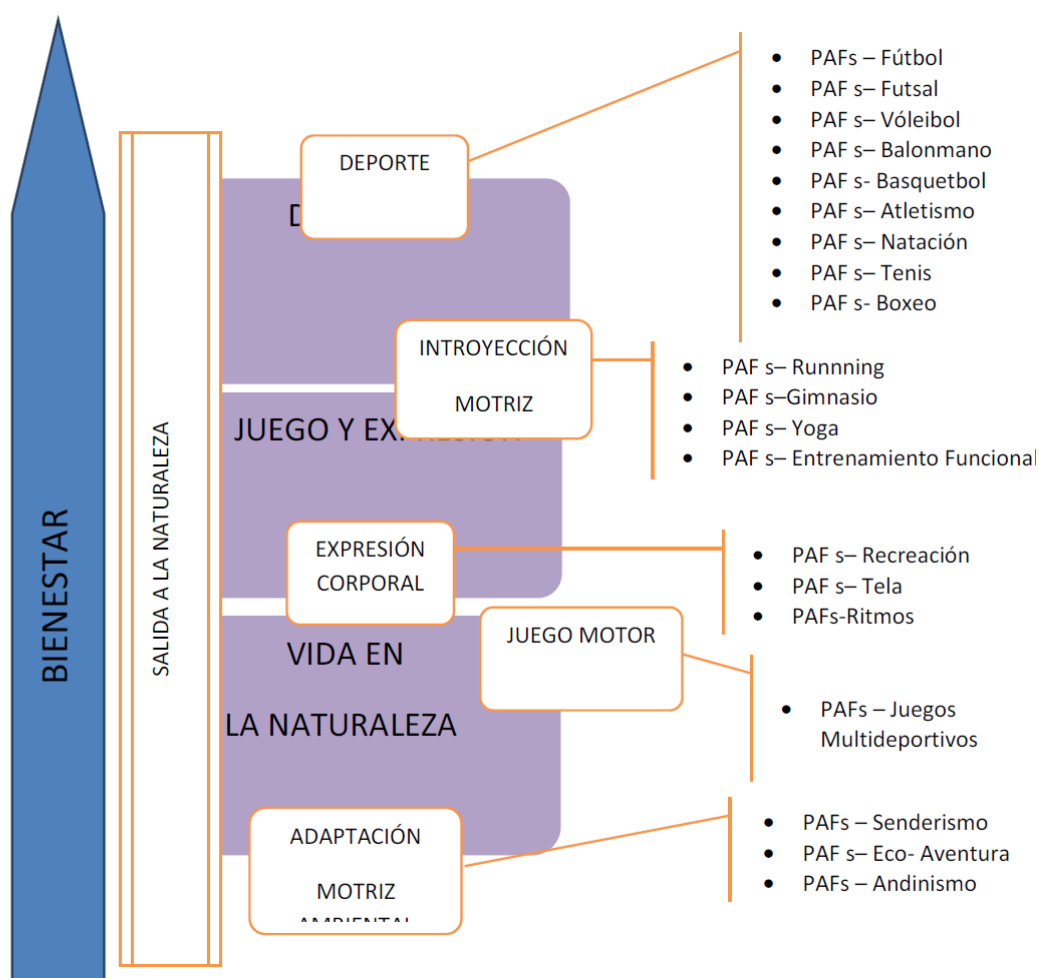 BIENESTAR
SALIDA A LA NATURALEZA
DEPORTE
D
INTROYECCIÓN
MOTRIZ
JUEGO Y EXPRESIÓN
EXPRESIÓN
CORPORAL
VIDA EN
LA NATURALEZA
JUEGO MOTOR
ADAPTACIÓN
MOTRIZ
AMBIENTAL
• PAFs – Fútbol
• PAF s– Futsal
• PAF s– Vóleibol
• PAF s– Balonmano
• PAF s- Basquetbol
• PAF s– Atletismo
• PAF s– Natación
• PAF s– Tenis
• PAF s- Boxeo
• PAF s– Runnning
• PAF s–Gimnasio
• PAF s– Yoga
• PAF s– Entrenamiento Funcional
• PAF s– Recreación
• PAF s– Tela
• PAFs-Ritmos
• PAFs – Juegos
Multideportivos
• PAFs – Senderismo
• PAF s– Eco- Aventura
• PAFs – Andinismo